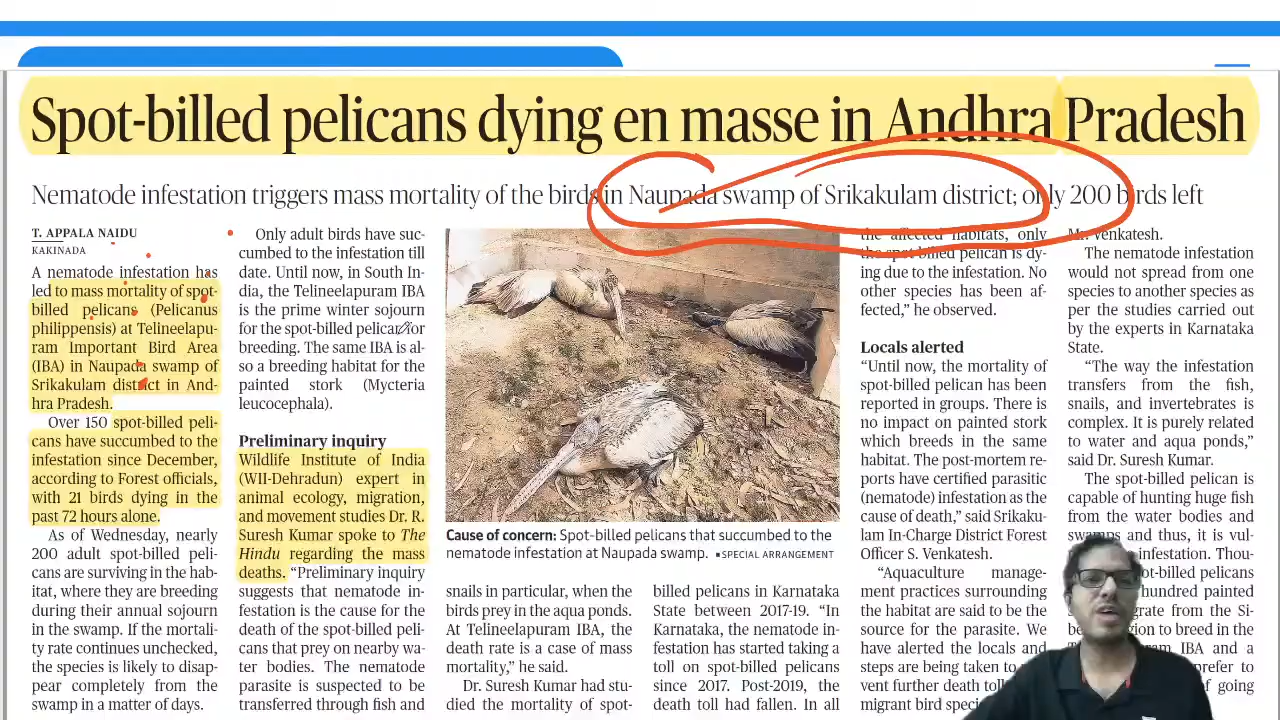 Spot-billed pelicans dying en masse in Andhra Pradesh
Nematode infestation triggers mass mortality of the birds in Naupada swamp of Srikakulam district; only 200 birds left
T. APPALA NAIDU
KAKINADA
A nematode infestation has
led to mass mortality of spot-
billed pelicans (Pelicanus
philippensis) at Telineelapu-
ram Important Bird Area
(IBA) in Naupada swamp of
Srikakulam district in And-
hra Pradesh.
Over 150 spot-billed peli-
cans have succumbed to the
infestation since December,
according to Forest officials,
with 21 birds dying in the
past 72 hours alone.
As of Wednesday, nearly
200 adult spot-billed peli-
cans are surviving in the hab-
itat, where they are breeding
during their annual sojourn
in the swamp. If the mortali-
ty rate continues unchecked,
the species is likely to disap-
pear completely from the
swamp in a matter of days.
Only adult birds have suc-
cumbed to the infestation till
date. Until now, in South In-
dia, the Telineelapuram IBA
is the prime winter sojourn
for the spot-billed pelican for
breeding. The same IBA is al-
so a breeding habitat for the
painted stork (Mycteria
leucocephala).
Preliminary inquiry
Wildlife Institute of India
(WII-Dehradun) expert in
animal ecology, migration,
and movement studies Dr. R.
Suresh Kumar spoke to The
Hindu regarding the mass
deaths. “Preliminary inquiry
suggests that nematode in-
festation is the cause for the
death of the spot-billed peli-
cans that prey on nearby wa-
ter bodies. The nematode
parasite is suspected to be
transferred through fish and
Cause of concern: Spot-billed pelicans that succumbed to the
nematode infestation at Naupada swamp. ■SPECIAL ARRANGEMENT
snails in particular, when the
birds prey in the aqua ponds.
At Telineelapuram IBA, the
death rate is a case of mass
mortality,” he said.
Dr. Suresh Kumar had stu-
died the mortality of spot-
billed pelicans in Karnataka
State between 2017-19. “In
Karnataka, the nematode in-
festation has started taking a
toll on spot-billed pelicans
since 2017. Post-2019, the
death toll had fallen. In all
the affected habitats, only
the spot-billed pelican is dy-
ing due to the infestation. No
other species has been af-
fected,” he observed.
Locals alerted
“Until now, the mortality of
spot-billed pelican has been
reported in groups. There is
no impact on painted stork
which breeds in the same
habitat. The post-mortem re-
ports have certified parasitic
(nematode) infestation as the
cause of death,” said Srikaku-
lam In-Charge District Forest
Officer S. Venkatesh.
“Aquaculture manage-
ment practices surrounding
the habitat are said to be the
source for the parasite. We
have alerted the locals and
steps are being taken to
vent further death toll
migrant bird
Mr. Venkatesh.
The nematode infestation
would not spread from one
species to another species as
per the studies carried out
by the experts in Karnataka
State.
“The way the infestation
transfers from the fish,
snails, and invertebrates is
complex. It is purely related
to water and aqua ponds,”
said Dr. Suresh Kumar.
The spot-billed pelican is
capable of hunting huge fish
from the water bodies and
swamps and thus, it is vul-
infestation. Thou-
pelicans
hundred painted
to breed in the
IBA and a
prefer to
of going